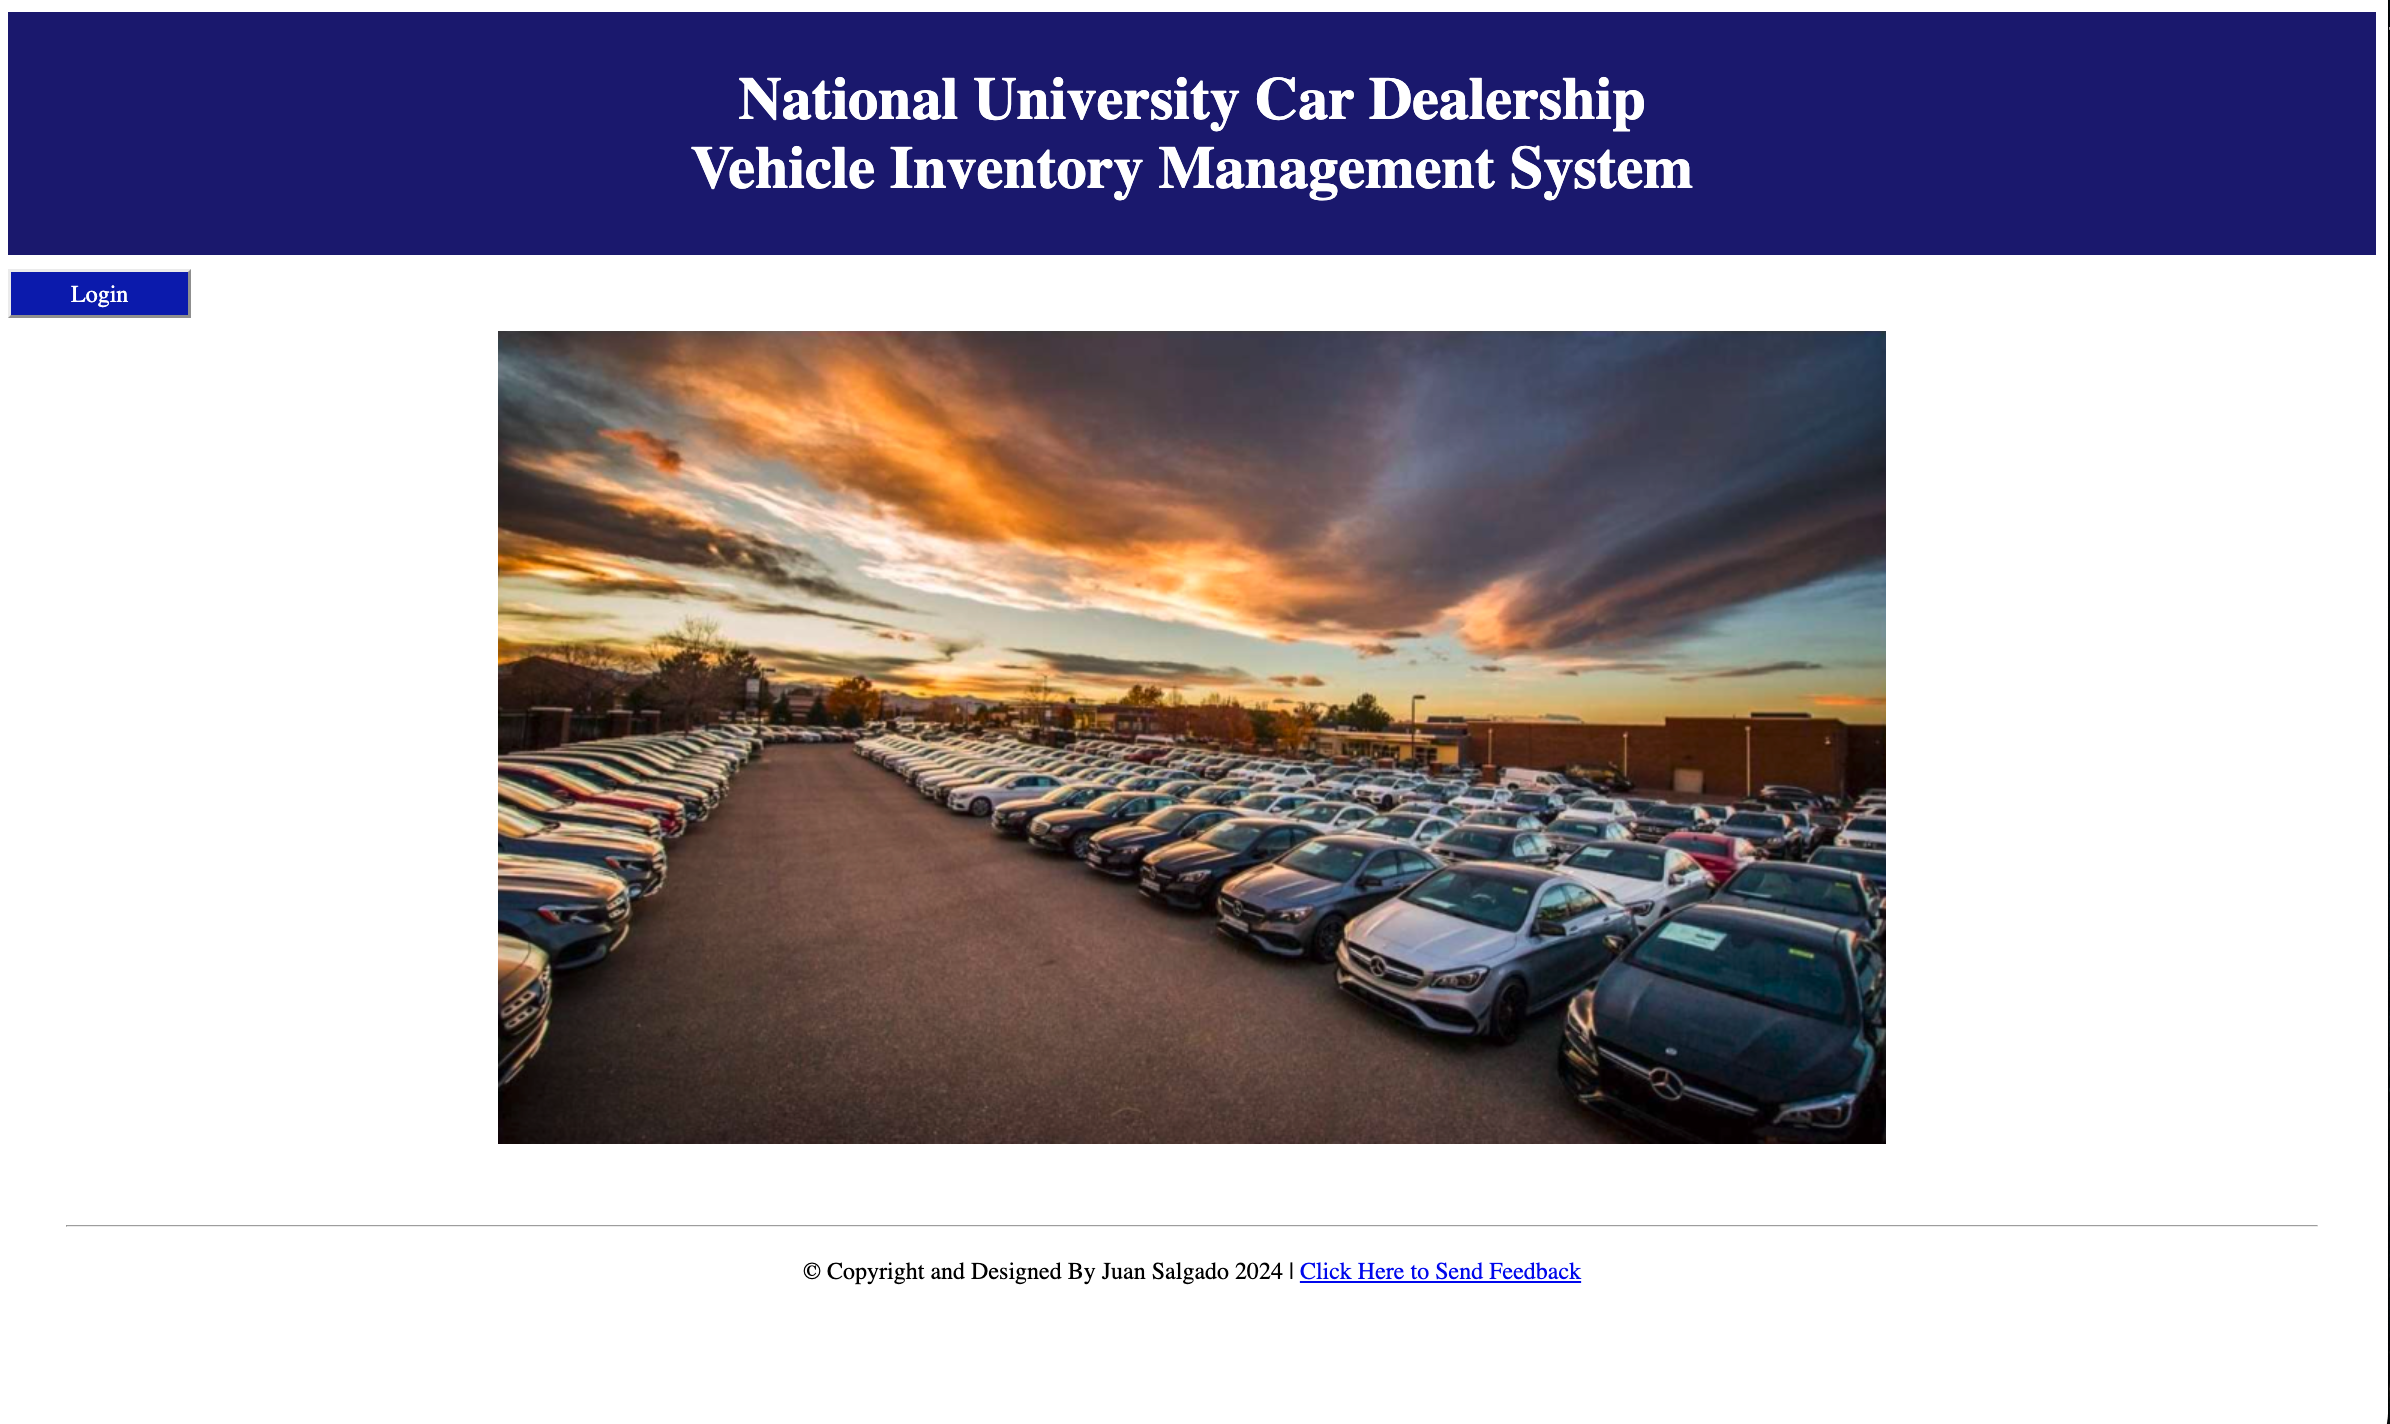 National University Car Dealership
Vehicle Inventory Management System
Login
© Copyright and Designed By Juan Salgado 2024 | Click Here to Send Feedback